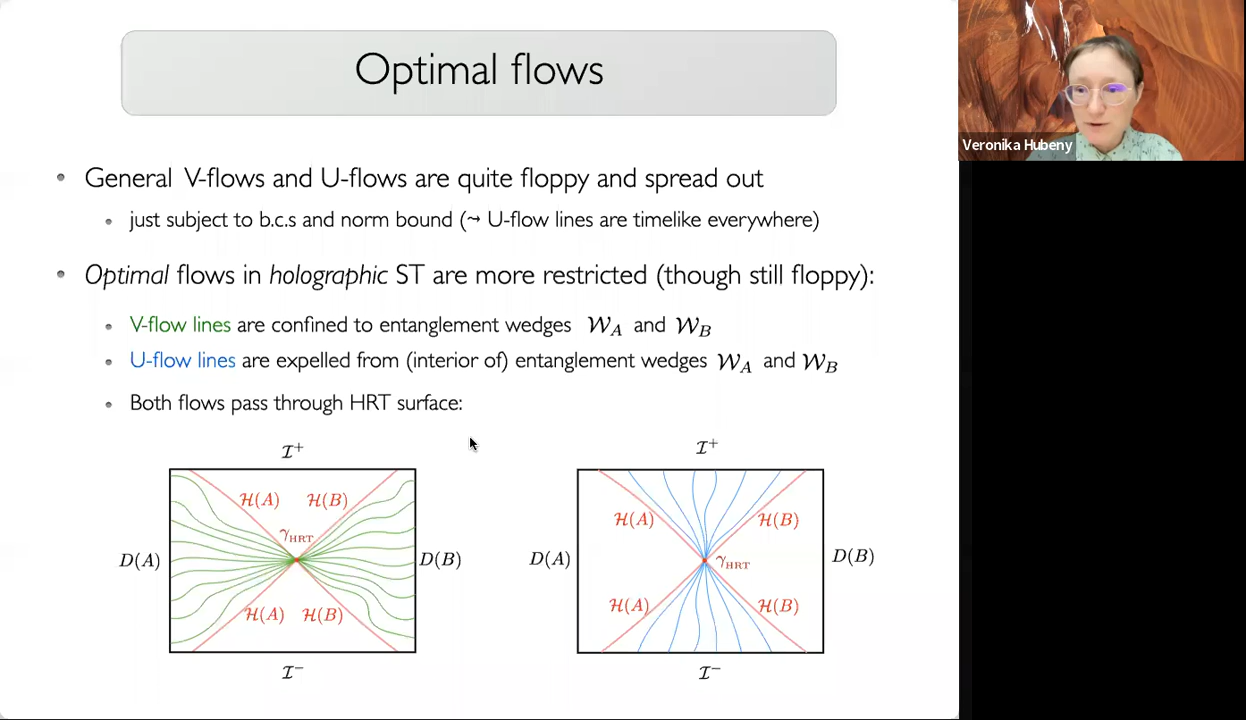 Optimal flows
Veronika Hubeny
• General V-flows and U-flows are quite floppy and spread out
• just subject to b.c.s and norm bound (⤳ U-flow lines are timelike everywhere)
• Optimal flows in holographic ST are more restricted (though still floppy):
• V-flow lines are confined to entanglement wedges 𝒲_A and 𝒲_B
• U-flow lines are expelled from (interior of) entanglement wedges 𝒲_A and 𝒲_B
• Both flows pass through HRT surface:
ℐ⁺
ℋ(A) ℋ(B)
γ_HRT
D(A) D(B)
ℋ(A) ℋ(B)
ℐ⁻
ℐ⁺
ℋ(A) ℋ(B)
D(A) γ_HRT D(B)
ℋ(A) ℋ(B)
ℐ⁻